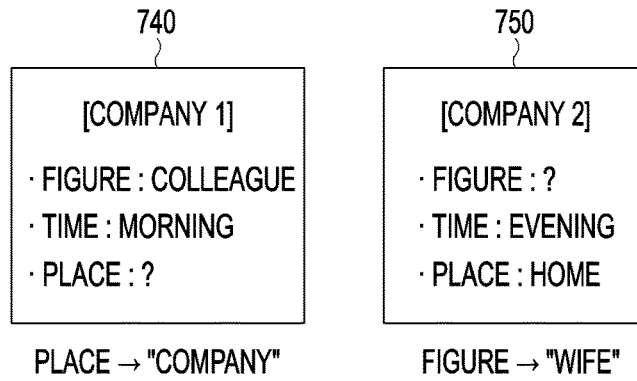 740
[COMPANY 1]
· FIGURE : COLLEAGUE
· TIME : MORNING
· PLACE : ?
PLACE → "COMPANY"
750
[COMPANY 2]
· FIGURE : ?
· TIME : EVENING
· PLACE : HOME
FIGURE → "WIFE"